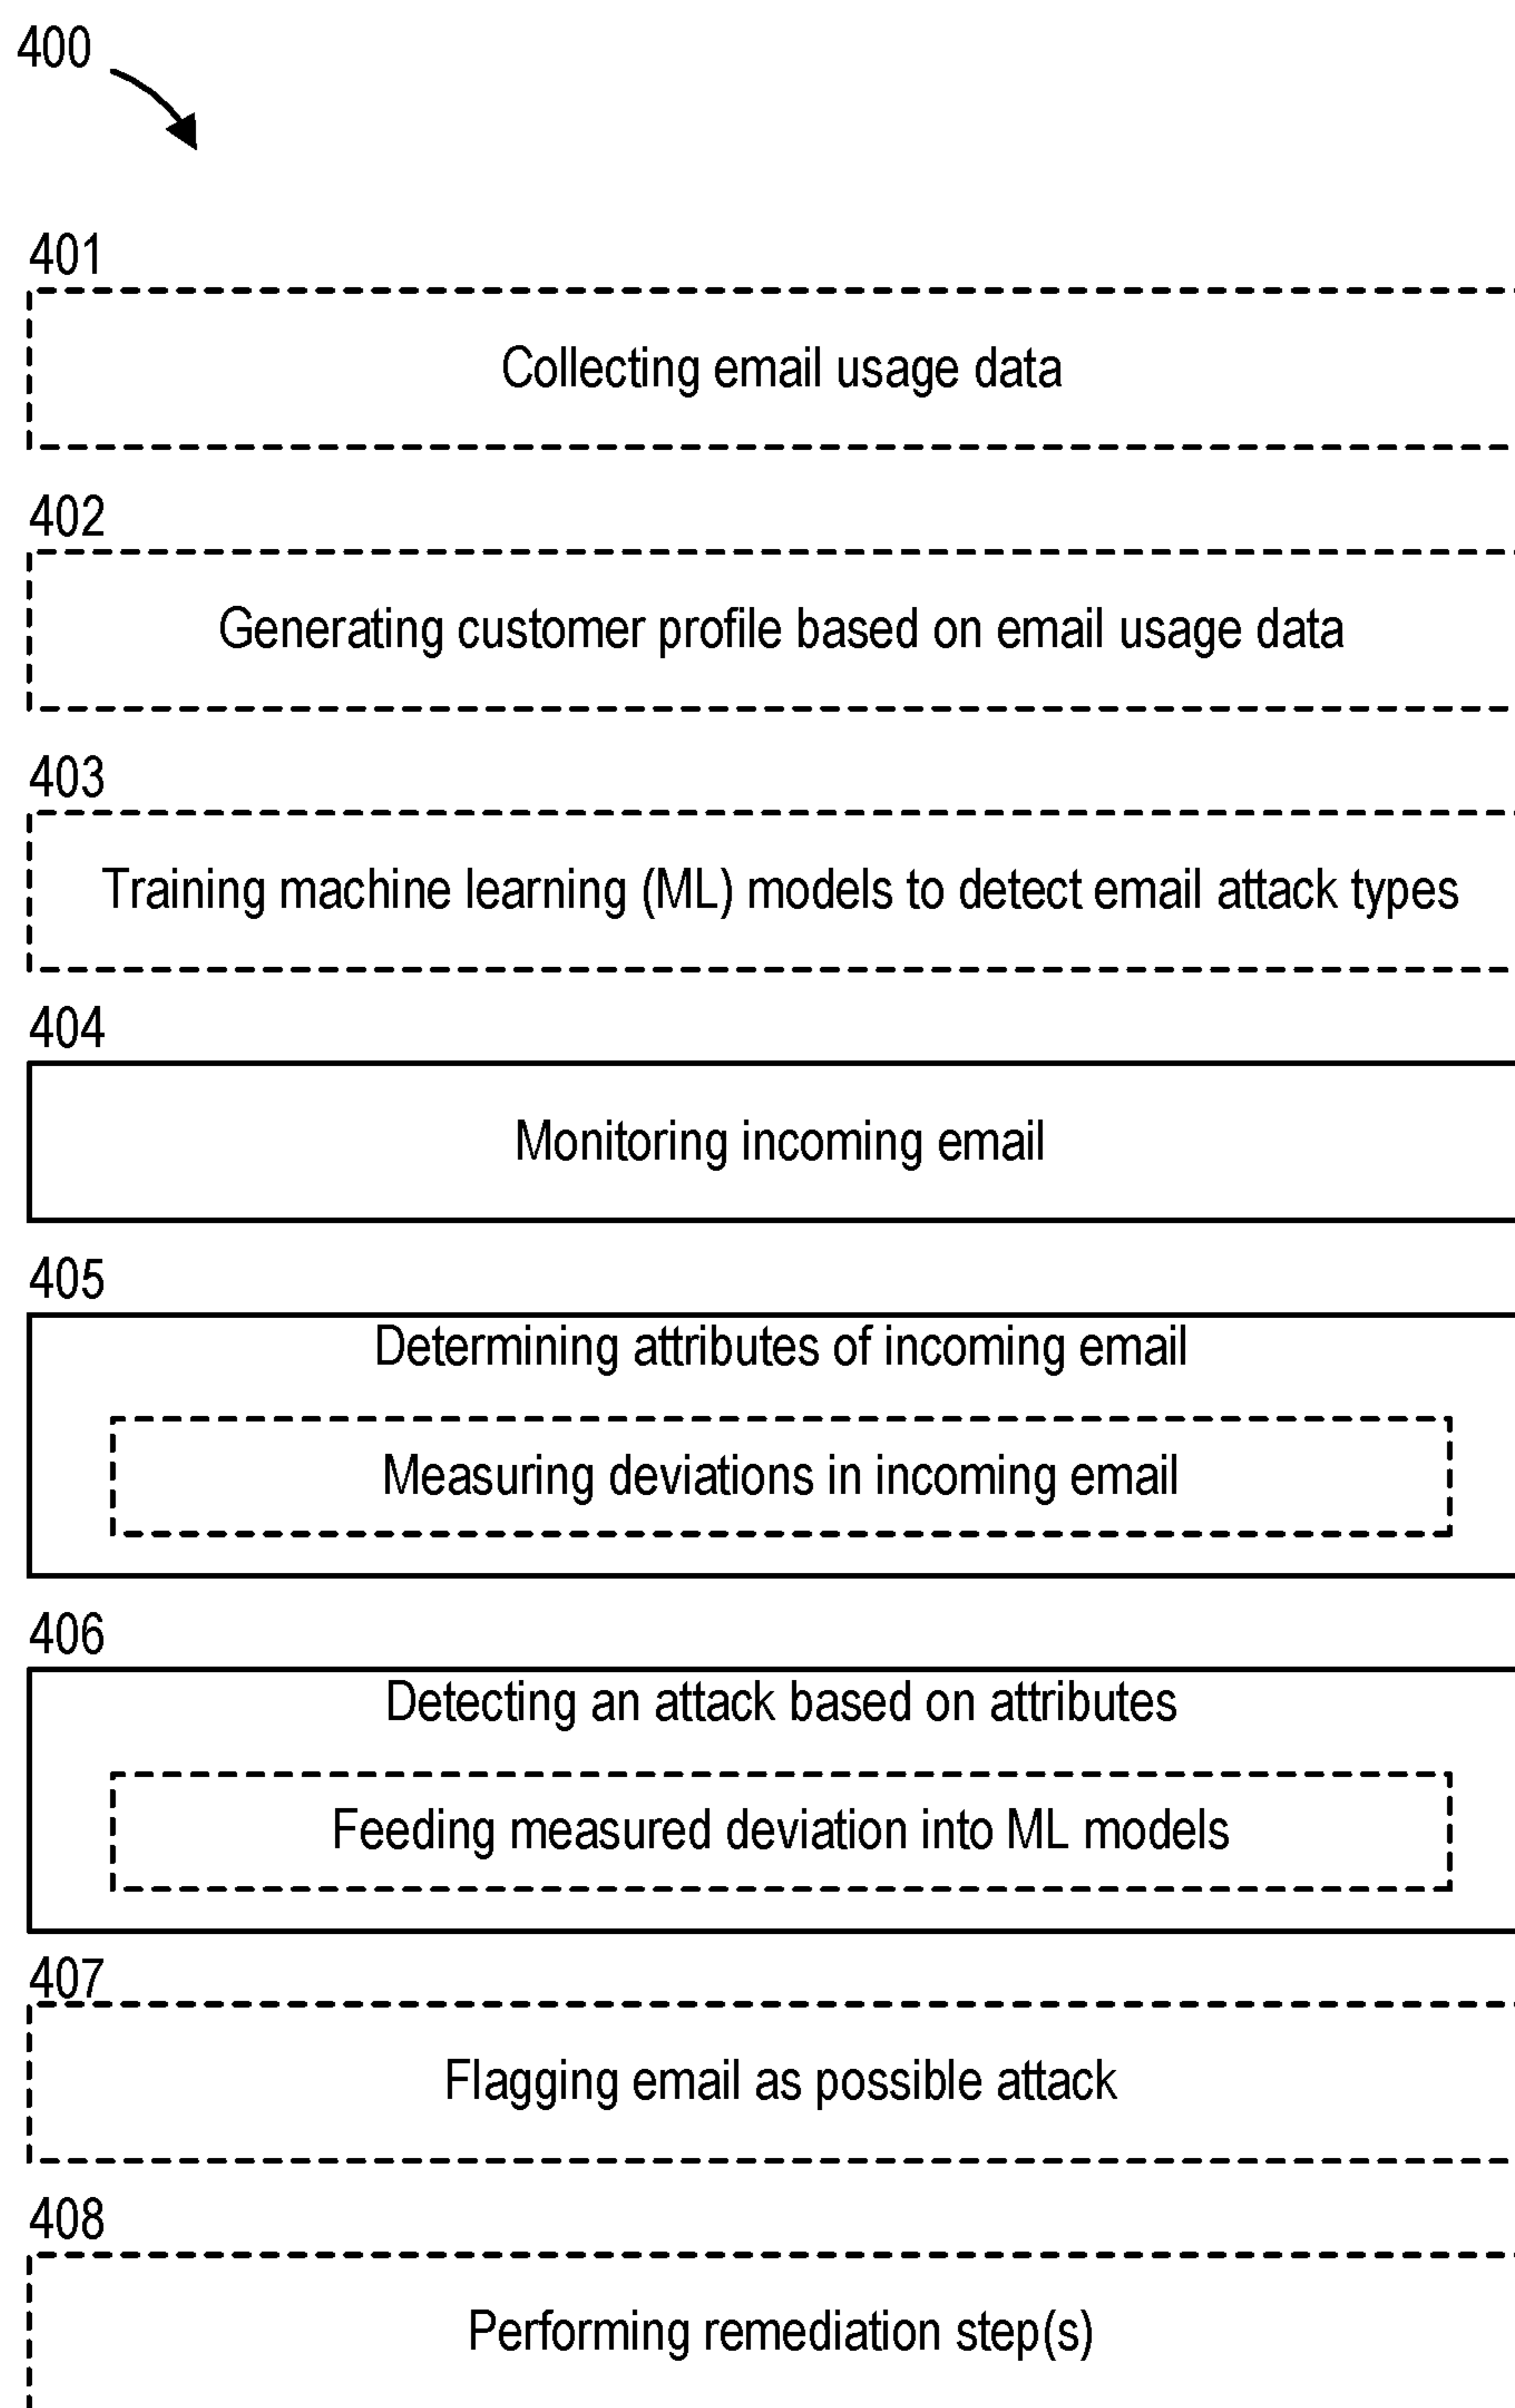 400
401
Collecting email usage data
402
Generating customer profile based on email usage data
403
Training machine learning (ML) models to detect email attack types
404
Monitoring incoming email
405
Determining attributes of incoming email
Measuring deviations in incoming email
406
Detecting an attack based on attributes
Feeding measured deviation into ML models
407
Flagging email as possible attack
408
Performing remediation step(s)